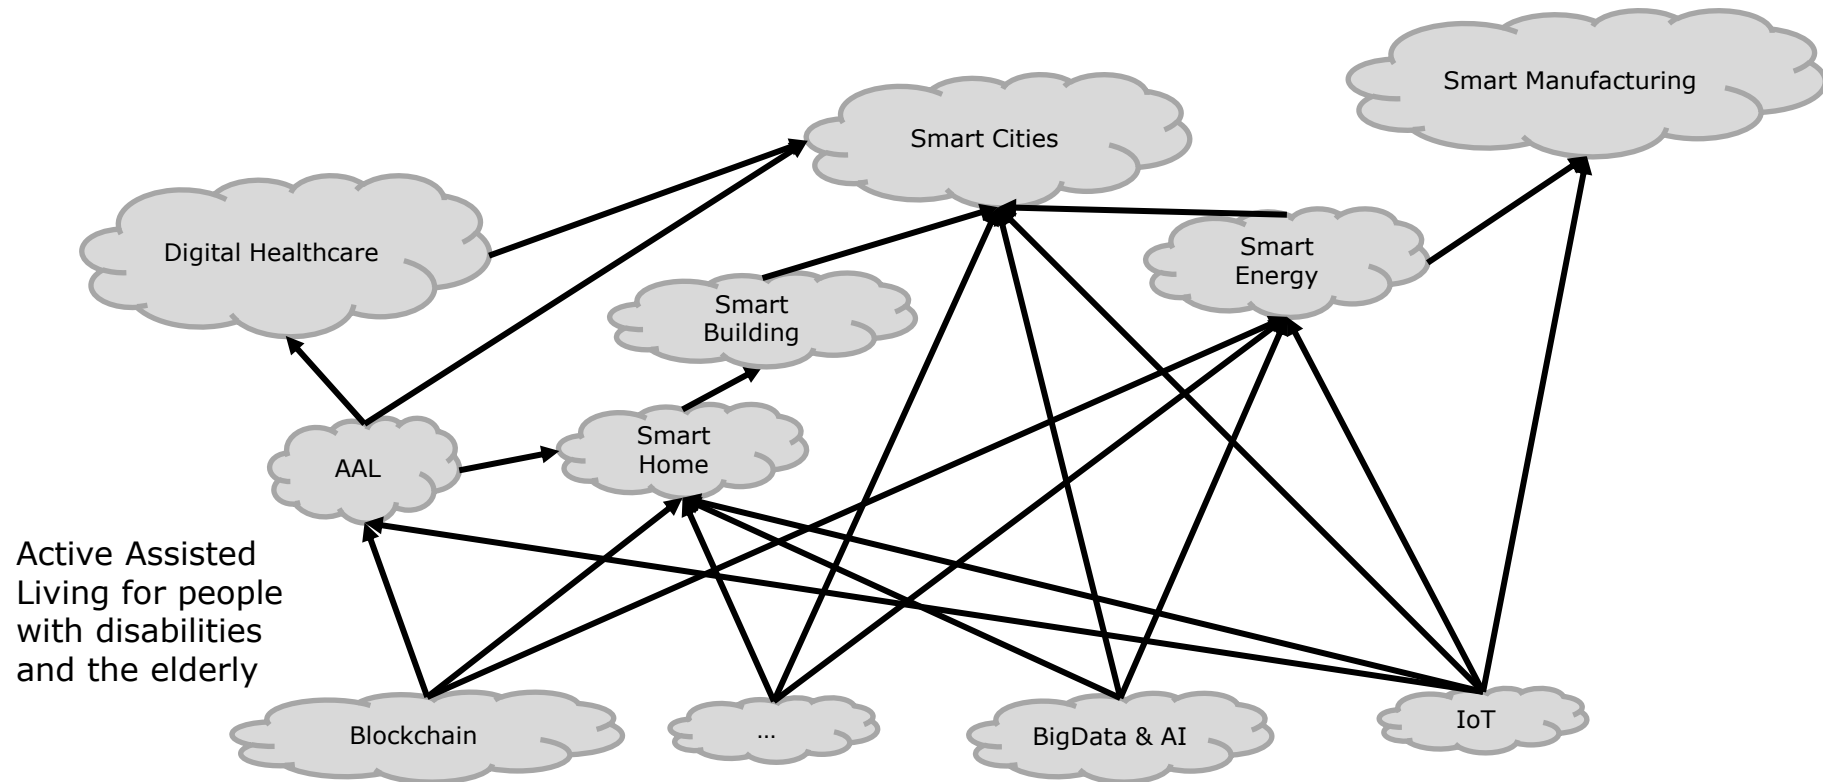 Smart Manufacturing
Smart Cities
Digital Healthcare
Smart
Energy
Smart
Building
Smart
Home
AAL
Active Assisted
Living for people
with disabilities
and the elderly
Blockchain
...
BigData & AI
IoT